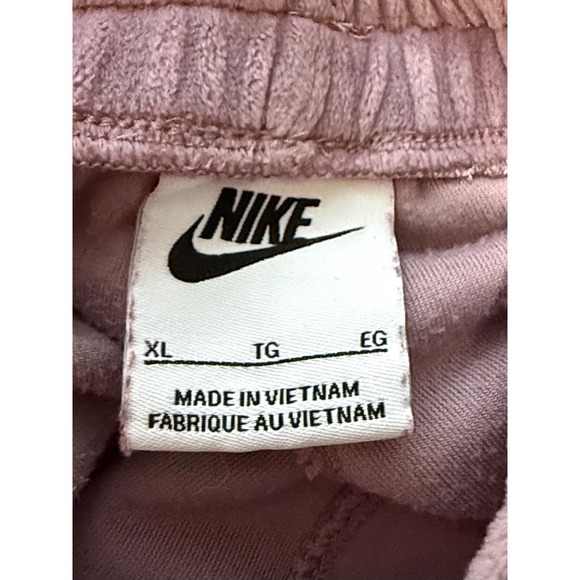 NIKE
XL TG EG
MADE IN VIETNAM
FABRIQUE AU VIETNAM